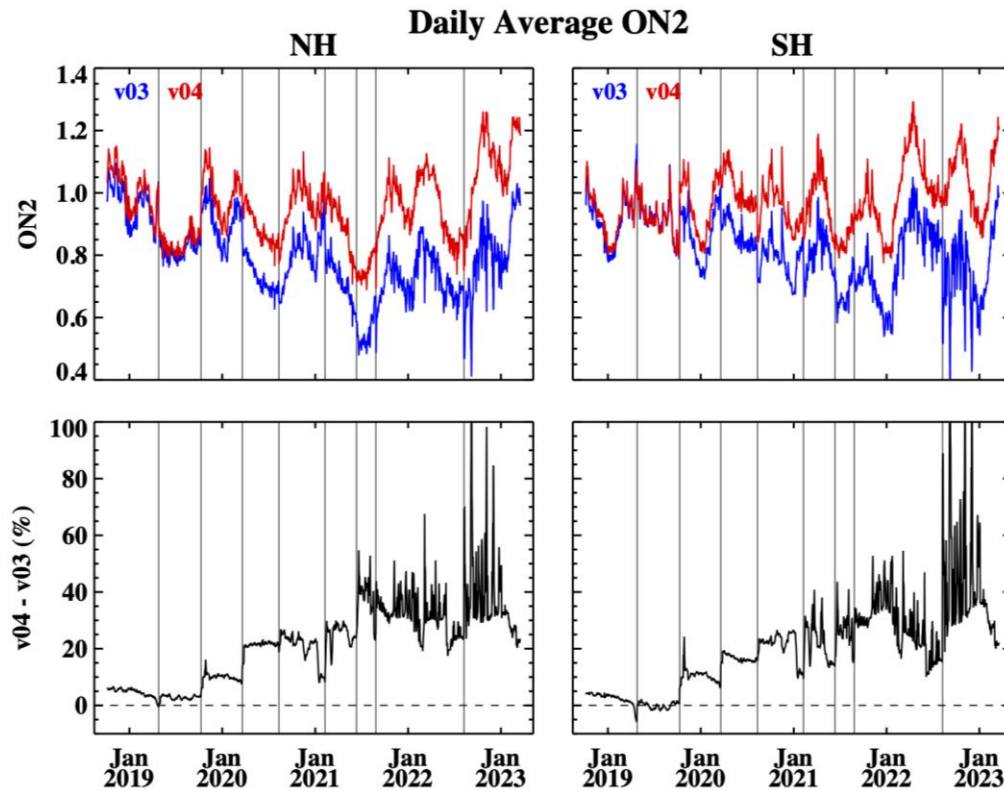 Daily Average ON2
NH SH
1.4
1.2
1.0
0.8
0.6
0.4
ON2
v03 v04
v03 v04
100
80
60
40
20
0
v04 - v03 (%)
Jan Jan Jan Jan Jan
2019 2020 2021 2022 2023
Jan Jan Jan Jan Jan
2019 2020 2021 2022 2023